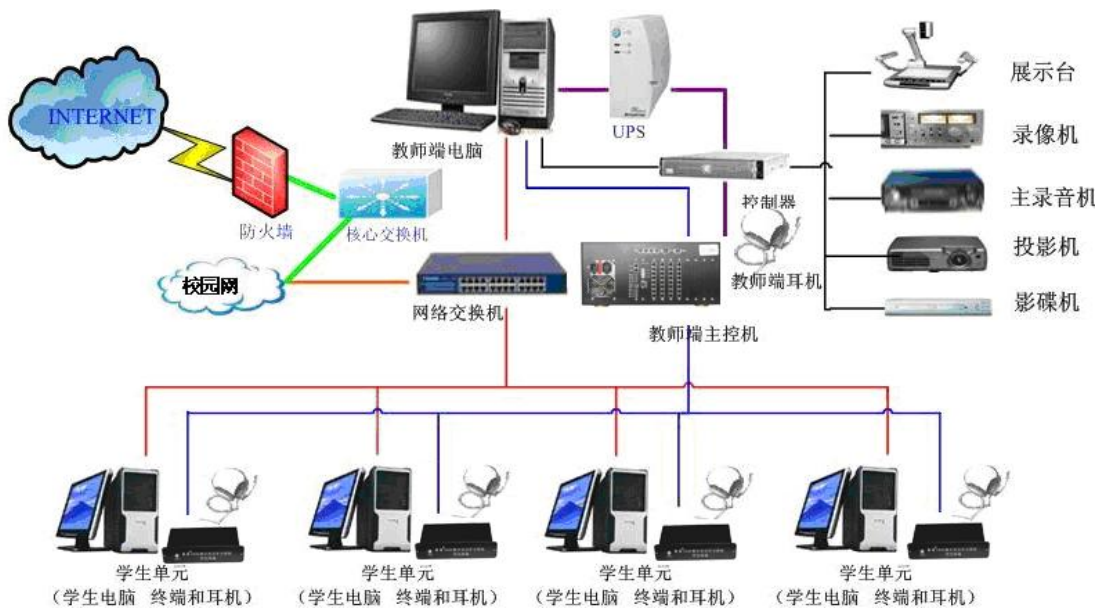 INTERNET
教师端电脑
UPS
展示台
录像机
防火墙
核心交换机
控制器
主录音机
校园网
网络交换机
教师端耳机
投影机
教师端主控机
影碟机
学生单元
（学生电脑 终端和耳机）
学生单元
（学生电脑 终端和耳机）
学生单元
（学生电脑 终端和耳机）
学生单元
（学生电脑 终端和耳机）